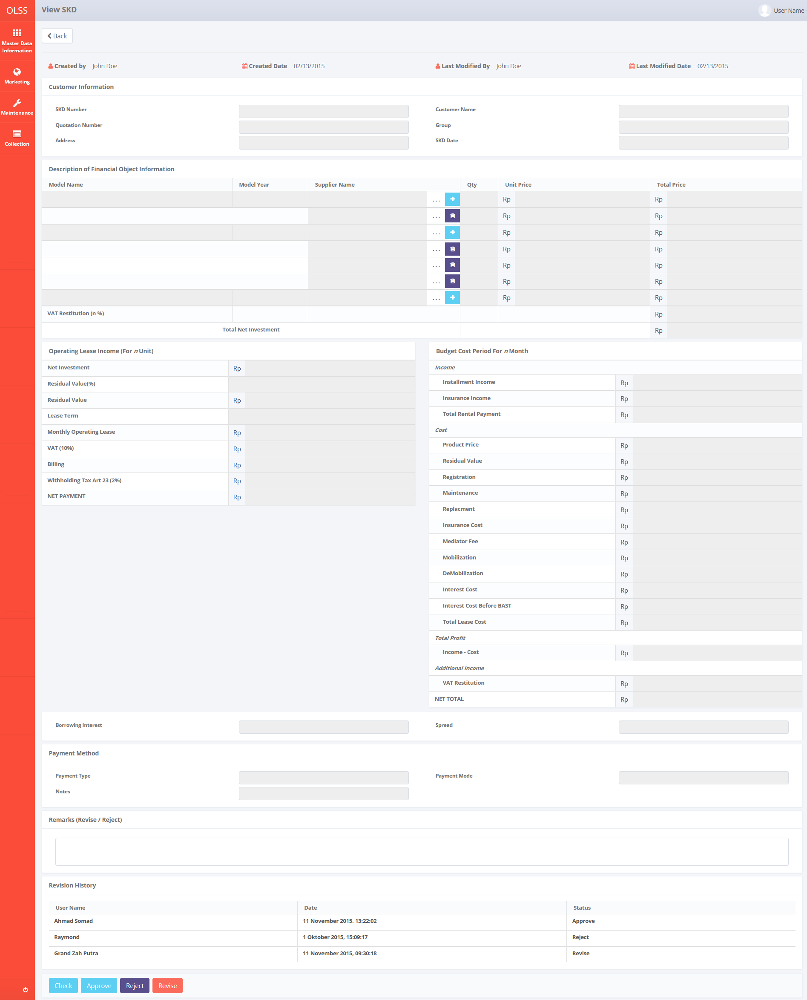 OLSS
View SKD
User Name
Master Data
Information
Marketing
Maintenance
Collection
Back
Created by John Doe
Created Date 02/13/2015
Last Modified By John Doe
Last Modified Date 02/13/2015
Customer Information
SKD Number
Customer Name
Quotation Number
Group
Address
SKD Date
Description of Financial Object Information
Model Name Model Year Supplier Name Qty Unit Price Total Price
... Rp Rp
... Rp Rp
... Rp Rp
... Rp Rp
... Rp Rp
... Rp Rp
... Rp Rp
VAT Restitution (n %) Rp
Total Net Investment Rp
Operating Lease Income (For n Unit)
Net Investment Rp
Residual Value(%)
Residual Value Rp
Lease Term
Monthly Operating Lease Rp
VAT (10%) Rp
Billing Rp
Withholding Tax Art 23 (2%) Rp
NET PAYMENT Rp
Budget Cost Period For n Month
Income
Installment Income Rp
Insurance Income Rp
Total Rental Payment Rp
Cost
Product Price Rp
Residual Value Rp
Registration Rp
Maintenance Rp
Replacment Rp
Insurance Cost Rp
Mediator Fee Rp
Mobilization Rp
DeMobilization Rp
Interest Cost Rp
Interest Cost Before BAST Rp
Total Lease Cost Rp
Total Profit
Income - Cost Rp
Additional Income
VAT Restitution Rp
NET TOTAL Rp
Borrowing Interest
Spread
Payment Method
Payment Type
Payment Mode
Notes
Remarks (Revise / Reject)
Revision History
User Name Date Status
Ahmad Somad 11 November 2015, 13:22:02 Approve
Raymond 1 Oktober 2015, 15:09:17 Reject
Grand Zah Putra 11 November 2015, 09:30:18 Revise
Check Approve Reject Revise